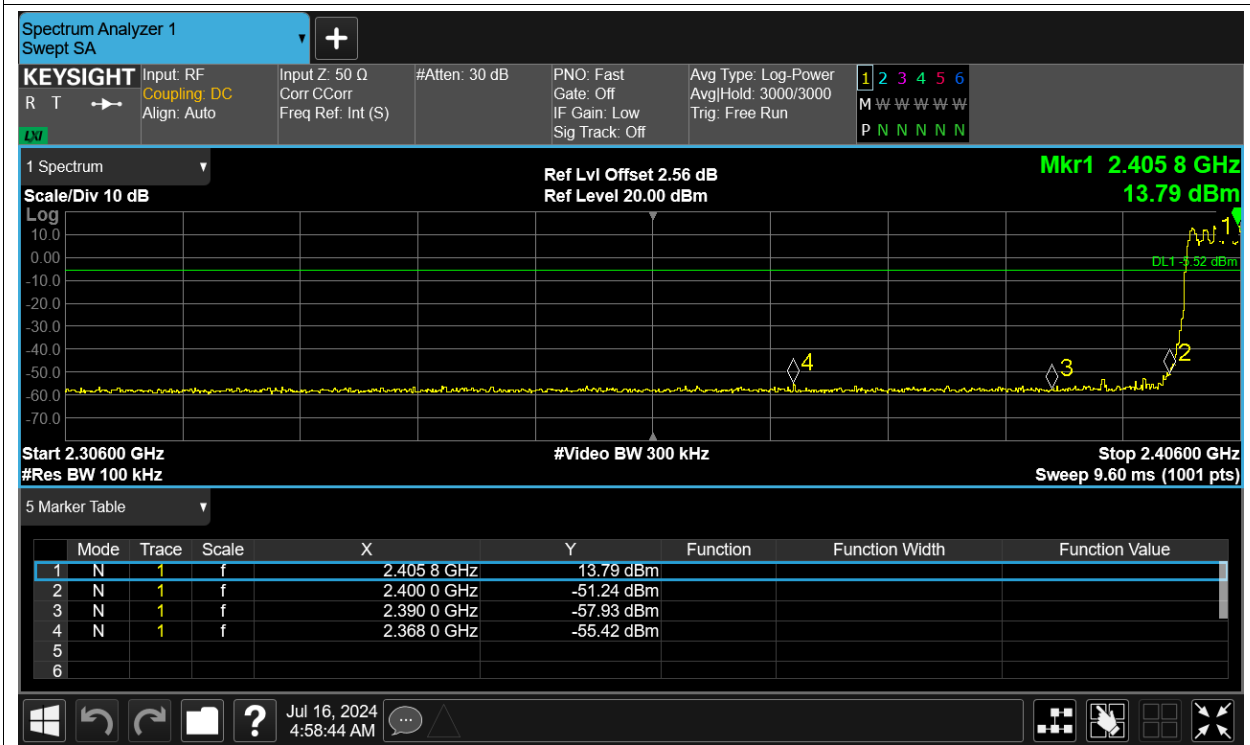 Spectrum Analyzer 1
Swept SA
+
KEYSIGHT Input: RF Input Z: 50 Ω #Atten: 30 dB PNO: Fast Avg Type: Log-Power 1 2 3 4 5 6
R T Coupling: DC Corr CCorr Gate: Off Avg|Hold: 3000/3000 M W W W W W
Align: Auto Freq Ref: Int (S) IF Gain: Low Trig: Free Run
LXI Sig Track: Off P N N N N N
1 Spectrum Ref Lvl Offset 2.56 dB Mkr1 2.405 8 GHz
Scale/Div 10 dB Ref Level 20.00 dBm 13.79 dBm
Log
1
10.0
0.00
DL1 -5.52 dBm
-10.0
-20.0
-30.0
-40.0
2
4
3
-50.0
-60.0
-70.0
Start 2.30600 GHz #Video BW 300 kHz Stop 2.40600 GHz
#Res BW 100 kHz Sweep 9.60 ms (1001 pts)
5 Marker Table
Mode Trace Scale X Y Function Function Width Function Value
1 N 1 f 2.405 8 GHz 13.79 dBm
2 N 1 f 2.400 0 GHz -51.24 dBm
3 N 1 f 2.390 0 GHz -57.93 dBm
4 N 1 f 2.368 0 GHz -55.42 dBm
5
6
? Jul 16, 2024
4:58:44 AM